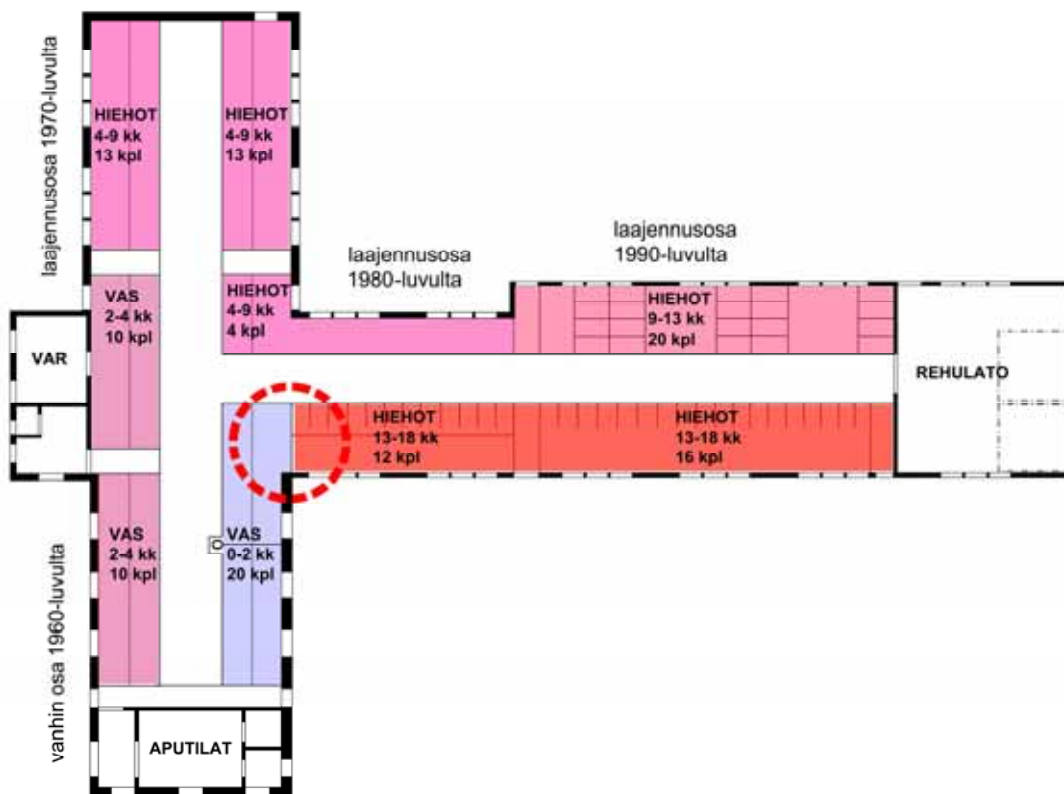 laajennusosa 1970-luvulta
HIEHOT
4-9 kk
13 kpl
HIEHOT
4-9 kk
13 kpl
laajennusosa
1980-luvulta
laajennusosa
1990-luvulta
VAS
2-4 kk
10 kpl
HIEHOT
4-9 kk
4 kpl
HIEHOT
9-13 kk
20 kpl
VAR
REHULATO
HIEHOT
13-18 kk
12 kpl
HIEHOT
13-18 kk
16 kpl
vanhin osa 1960-luvulta
VAS
2-4 kk
10 kpl
VAS
0-2 kk
20 kpl
APUTILAT